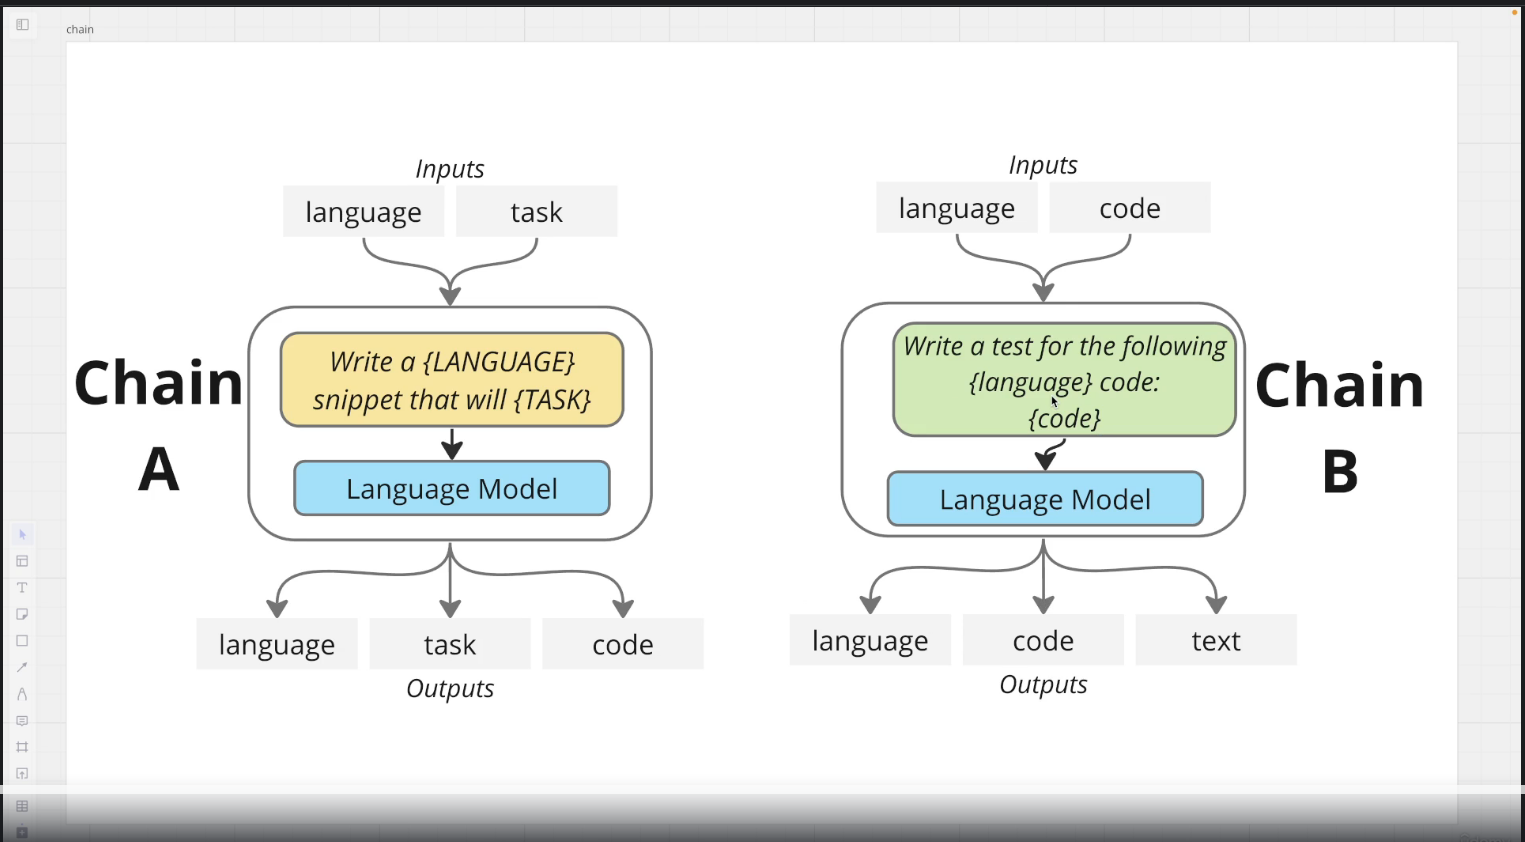 chain
Inputs
language task
Write a {LANGUAGE}
snippet that will {TASK}
Language Model
Chain
A
language task code
Outputs
Inputs
language code
Write a test for the following
{language} code:
{code}
Language Model
Chain
B
language code text
Outputs